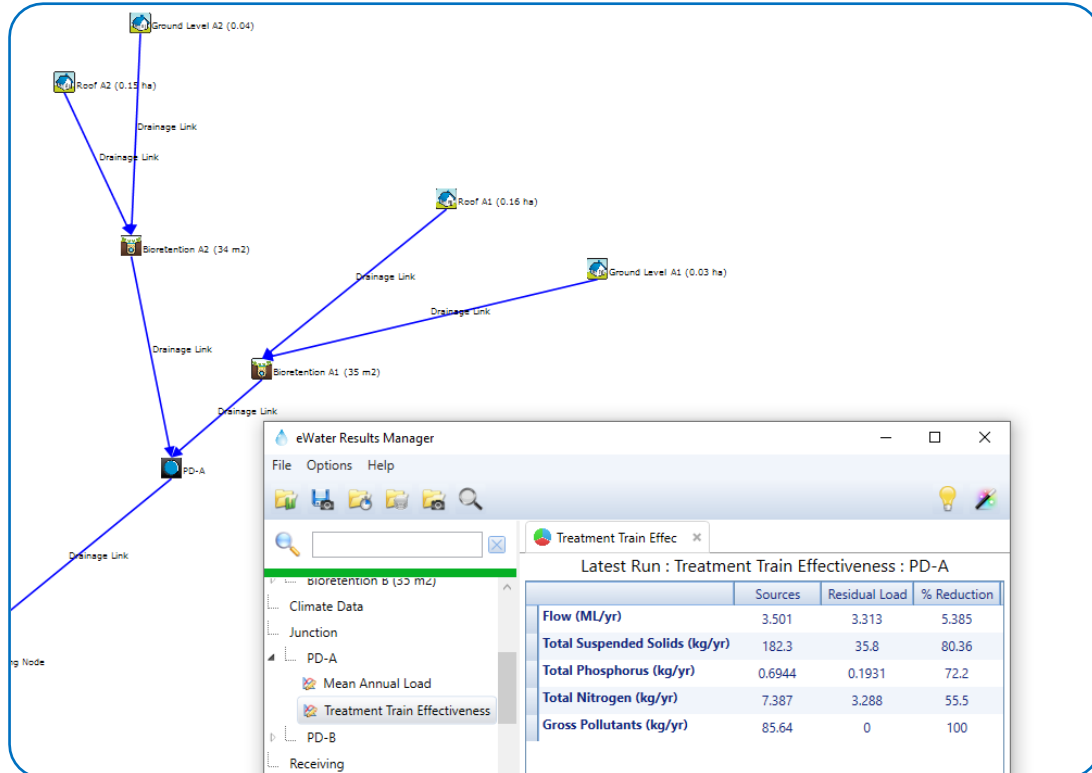 Ground Level A2 (0.04)
Roof A2 (0.15 ha)
Drainage Link
Drainage Link
Roof A1 (0.16 ha)
Bioretention A2 (34 m2)
Ground Level A1 (0.03 ha)
Drainage Link
Drainage Link
Drainage Link
Bioretention A1 (35 m2)
Drainage Link
PD-A
Drainage Link
ng Node
eWater Results Manager
File Options Help
Bioretention B (35 m2)
Climate Data
Junction
PD-A
Mean Annual Load
Treatment Train Effectiveness
PD-B
Receiving
Treatment Train Effec
Latest Run : Treatment Train Effectiveness : PD-A
Sources Residual Load % Reduction
Flow (ML/yr) 3.501 3.313 5.385
Total Suspended Solids (kg/yr) 182.3 35.8 80.36
Total Phosphorus (kg/yr) 0.6944 0.1931 72.2
Total Nitrogen (kg/yr) 7.387 3.288 55.5
Gross Pollutants (kg/yr) 85.64 0 100